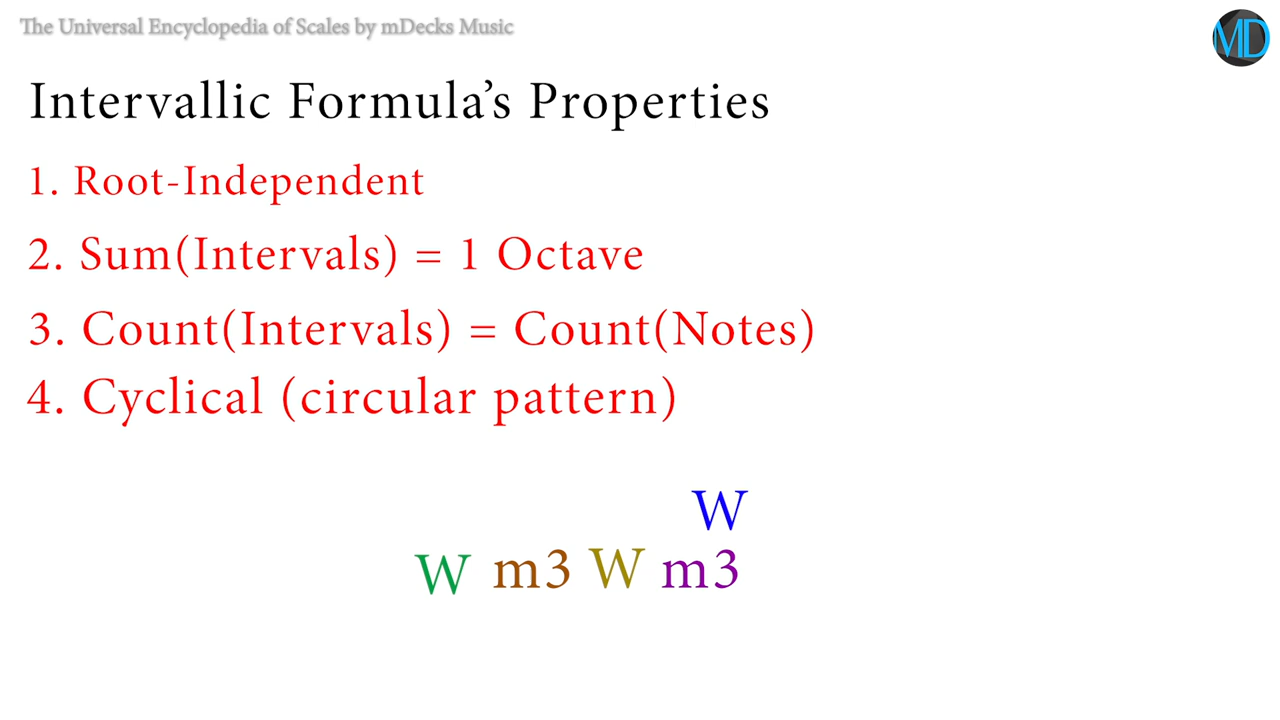 The Universal Encyclopedia of Scales by mDecks Music
MD
Intervallic Formula’s Properties
1. Root-Independent
2. Sum(Intervals) = 1 Octave
3. Count(Intervals) = Count(Notes)
4. Cyclical (circular pattern)
W
W m3 W m3